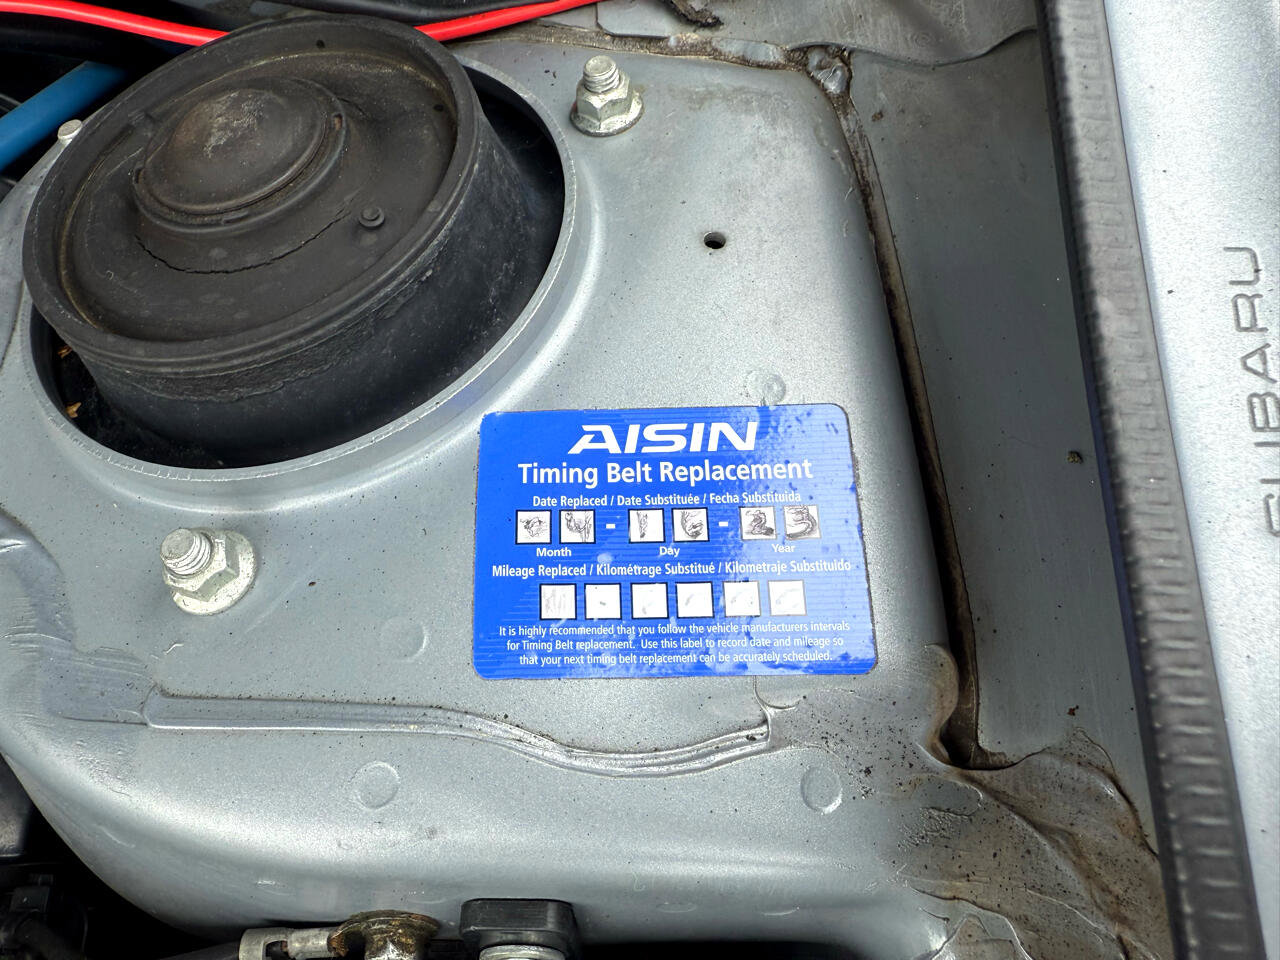 AISIN
Timing Belt Replacement
Date Replaced / Date Substituée / Fecha Substituida
- -
Month Day Year
Mileage Replaced / Kilométrage Substitué / Kilometraje Substituido
It is highly recommended that you follow the vehicle manufacturers intervals
for Timing Belt replacement. Use this label to record date and mileage so
that your next timing belt replacement can be accurately scheduled.
SUBARU